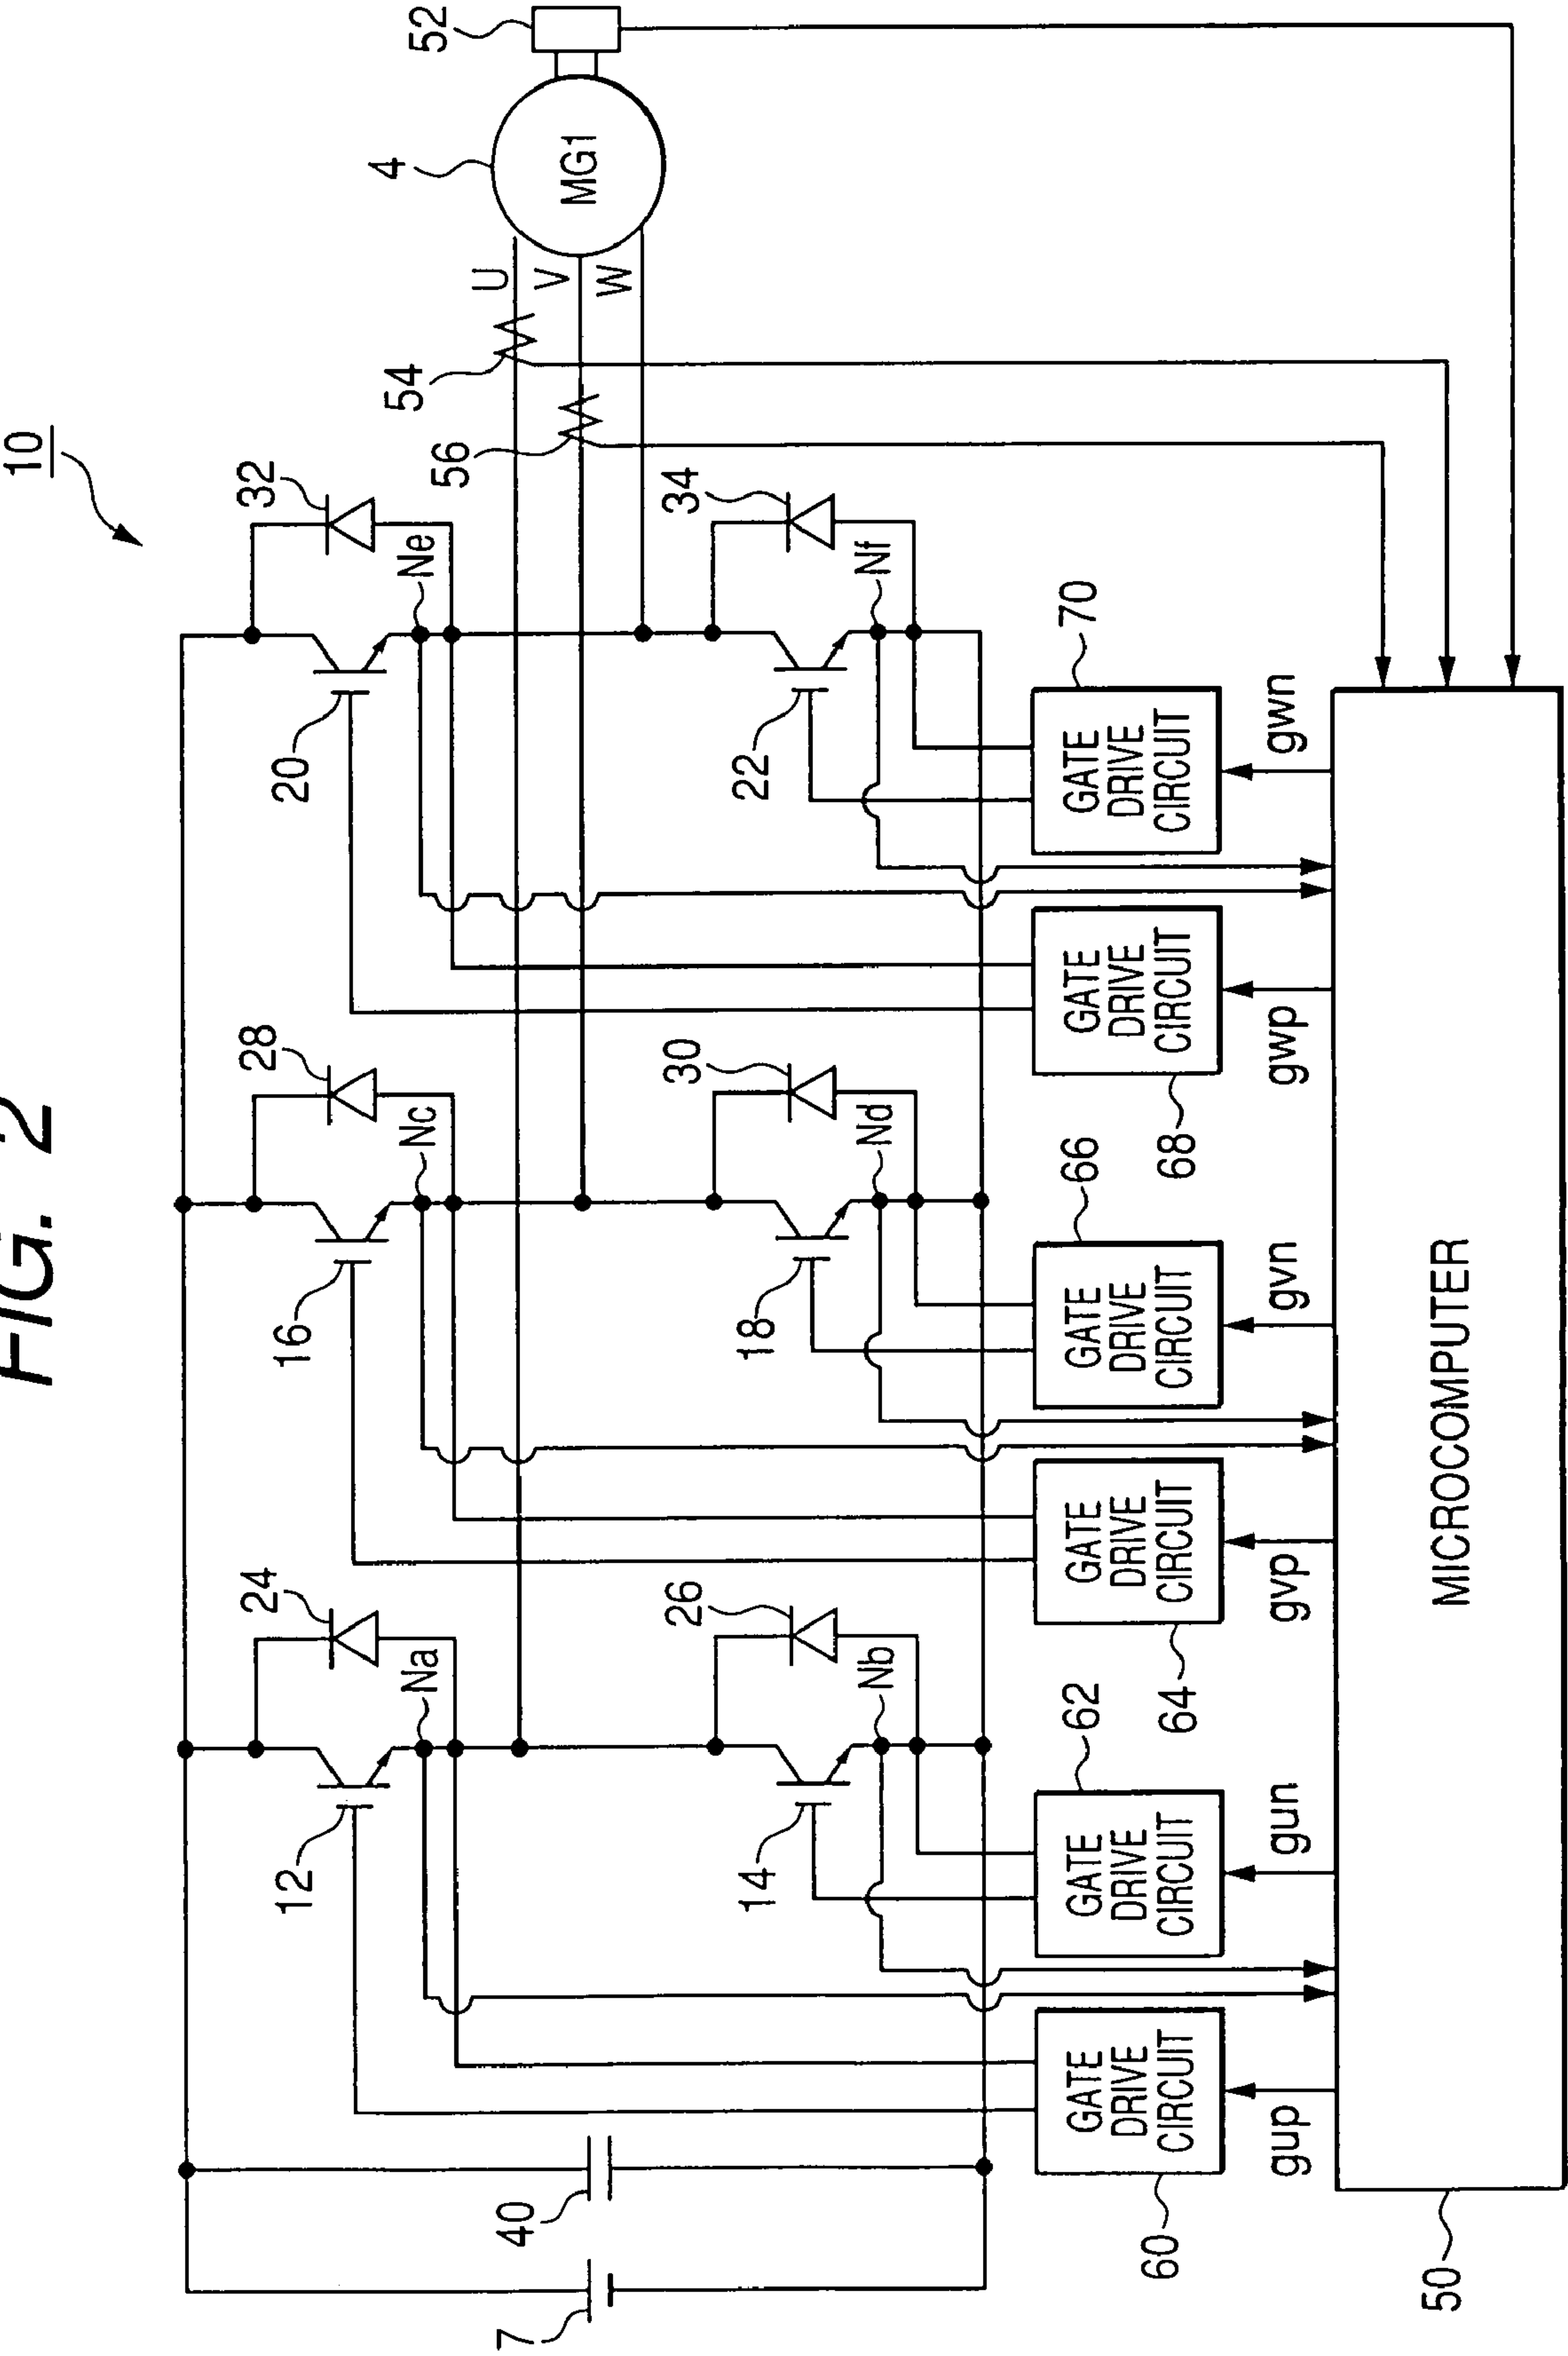 FIG. 2
10
12
24
Na
16
28
Nc
20
32
Ne
54
56
U
V
W
4
MG1
52
7
40
14
26
Nb
18
30
Nd
22
34
Nf
60
GATE
DRIVE
CIRCUIT
62
GATE
DRIVE
CIRCUIT
64
GATE
DRIVE
CIRCUIT
66
GATE
DRIVE
CIRCUIT
68
GATE
DRIVE
CIRCUIT
70
GATE
DRIVE
CIRCUIT
gup
gun
gvp
gvn
gwp
gwn
50
MICROCOMPUTER